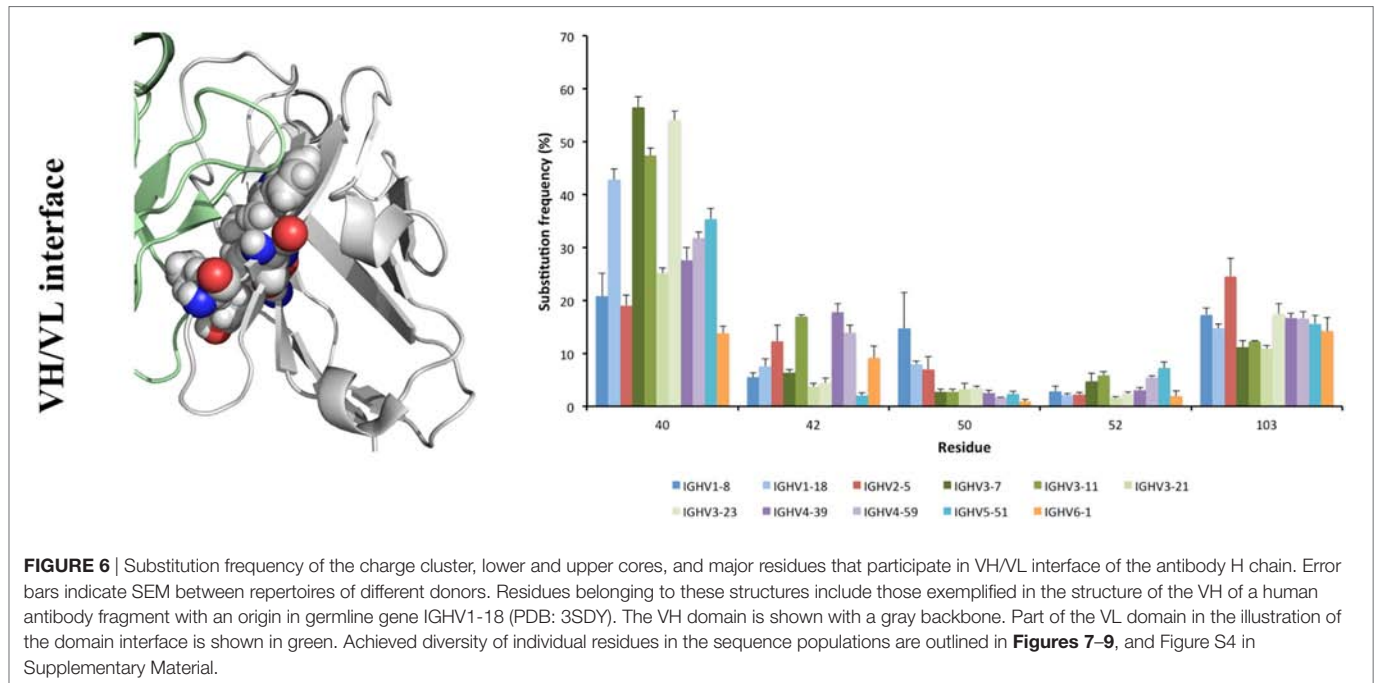 VH/VL interface
70
60
50
40
30
20
10
0
Substitution frequency (%)
40 42 50 52 103
Residue
IGHV1-8 IGHV1-18 IGHV2-5 IGHV3-7 IGHV3-11 IGHV3-21
IGHV3-23 IGHV4-39 IGHV4-59 IGHV5-51 IGHV6-1
FIGURE 6 | Substitution frequency of the charge cluster, lower and upper cores, and major residues that participate in VH/VL interface of the antibody H chain. Error
bars indicate SEM between repertoires of different donors. Residues belonging to these structures include those exemplified in the structure of the VH of a human
antibody fragment with an origin in germline gene IGHV1-18 (PDB: 3SDY). The VH domain is shown with a gray backbone. Part of the VL domain in the illustration of
the domain interface is shown in green. Achieved diversity of individual residues in the sequence populations are outlined in Figures 7–9, and Figure S4 in
Supplementary Material.